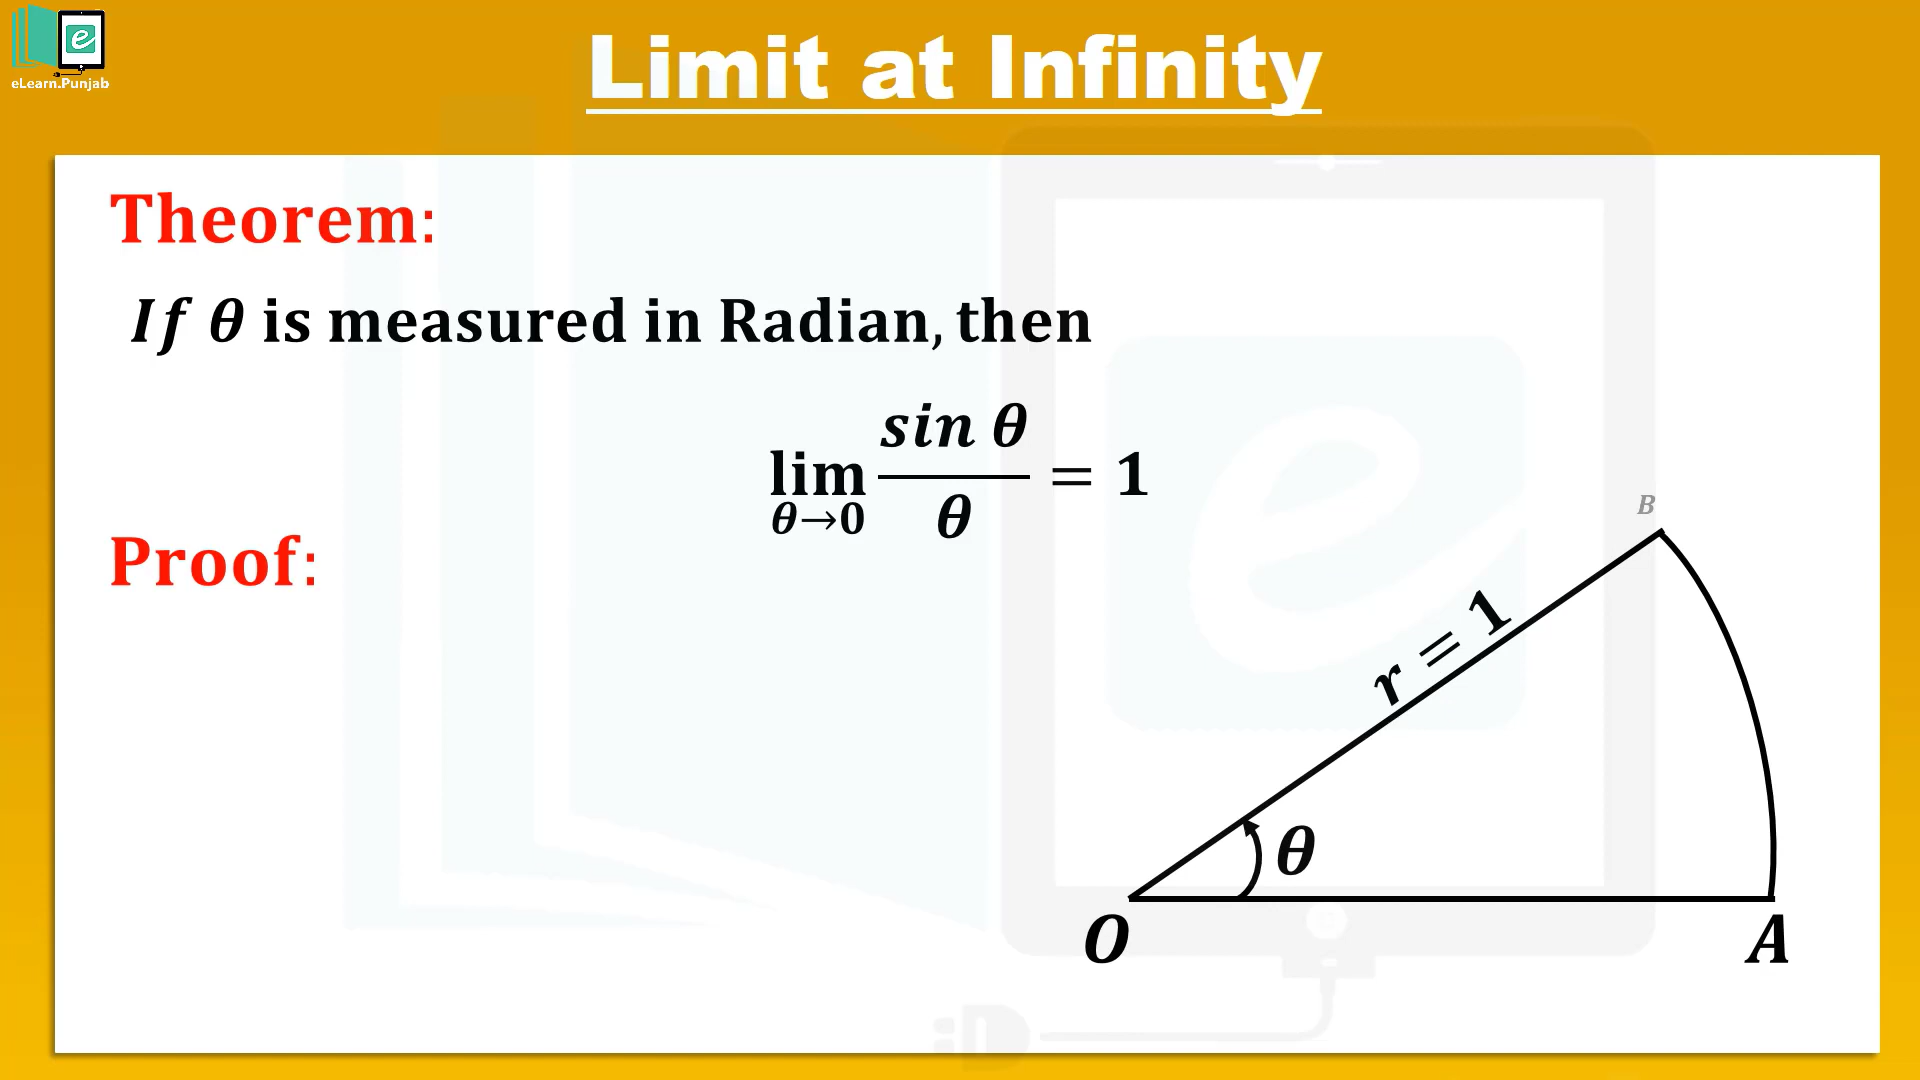 eLearn.Punjab
Limit at Infinity
Theorem:
If θ is measured in Radian, then
lim θ→0 sin θ / θ = 1
Proof:
B
r = 1
θ
O
A